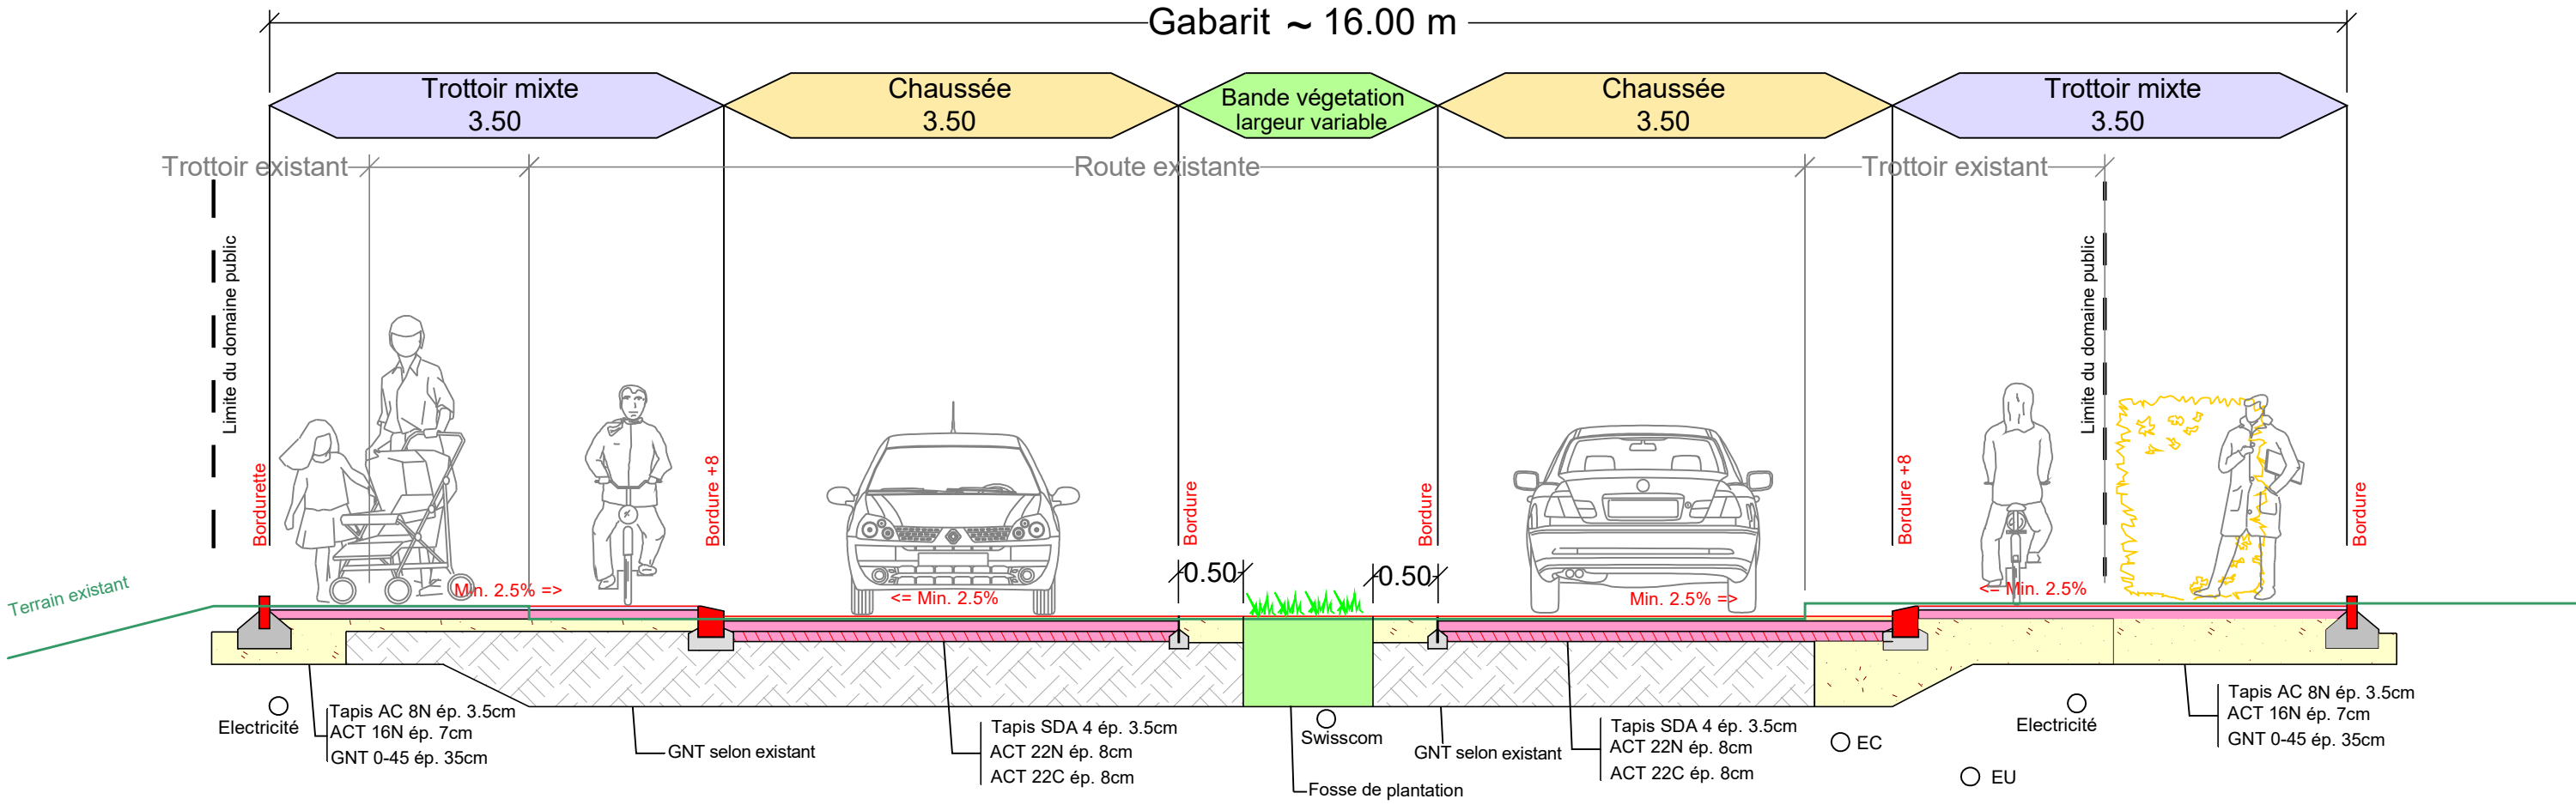 Gabarit ~ 16.00 m
Trottoir mixte
3.50
Chaussée
3.50
Bande végetation
largeur variable
Chaussée
3.50
Trottoir mixte
3.50
Trottoir existant
Route existante
Trottoir existant
Limite du domaine public
Limite du domaine public
Bordurette
Bordure +8
Bordure
Bordure
Bordure +8
Bordure
0.50
0.50
Terrain existant
Min. 2.5% =>
<= Min. 2.5%
Min. 2.5% =>
<= Min. 2.5%
Electricité
Tapis AC 8N ép. 3.5cm
ACT 16N ép. 7cm
GNT 0-45 ép. 35cm
GNT selon existant
Tapis SDA 4 ép. 3.5cm
ACT 22N ép. 8cm
ACT 22C ép. 8cm
Swisscom
Fosse de plantation
GNT selon existant
Tapis SDA 4 ép. 3.5cm
ACT 22N ép. 8cm
ACT 22C ép. 8cm
EC
EU
Electricité
Tapis AC 8N ép. 3.5cm
ACT 16N ép. 7cm
GNT 0-45 ép. 35cm